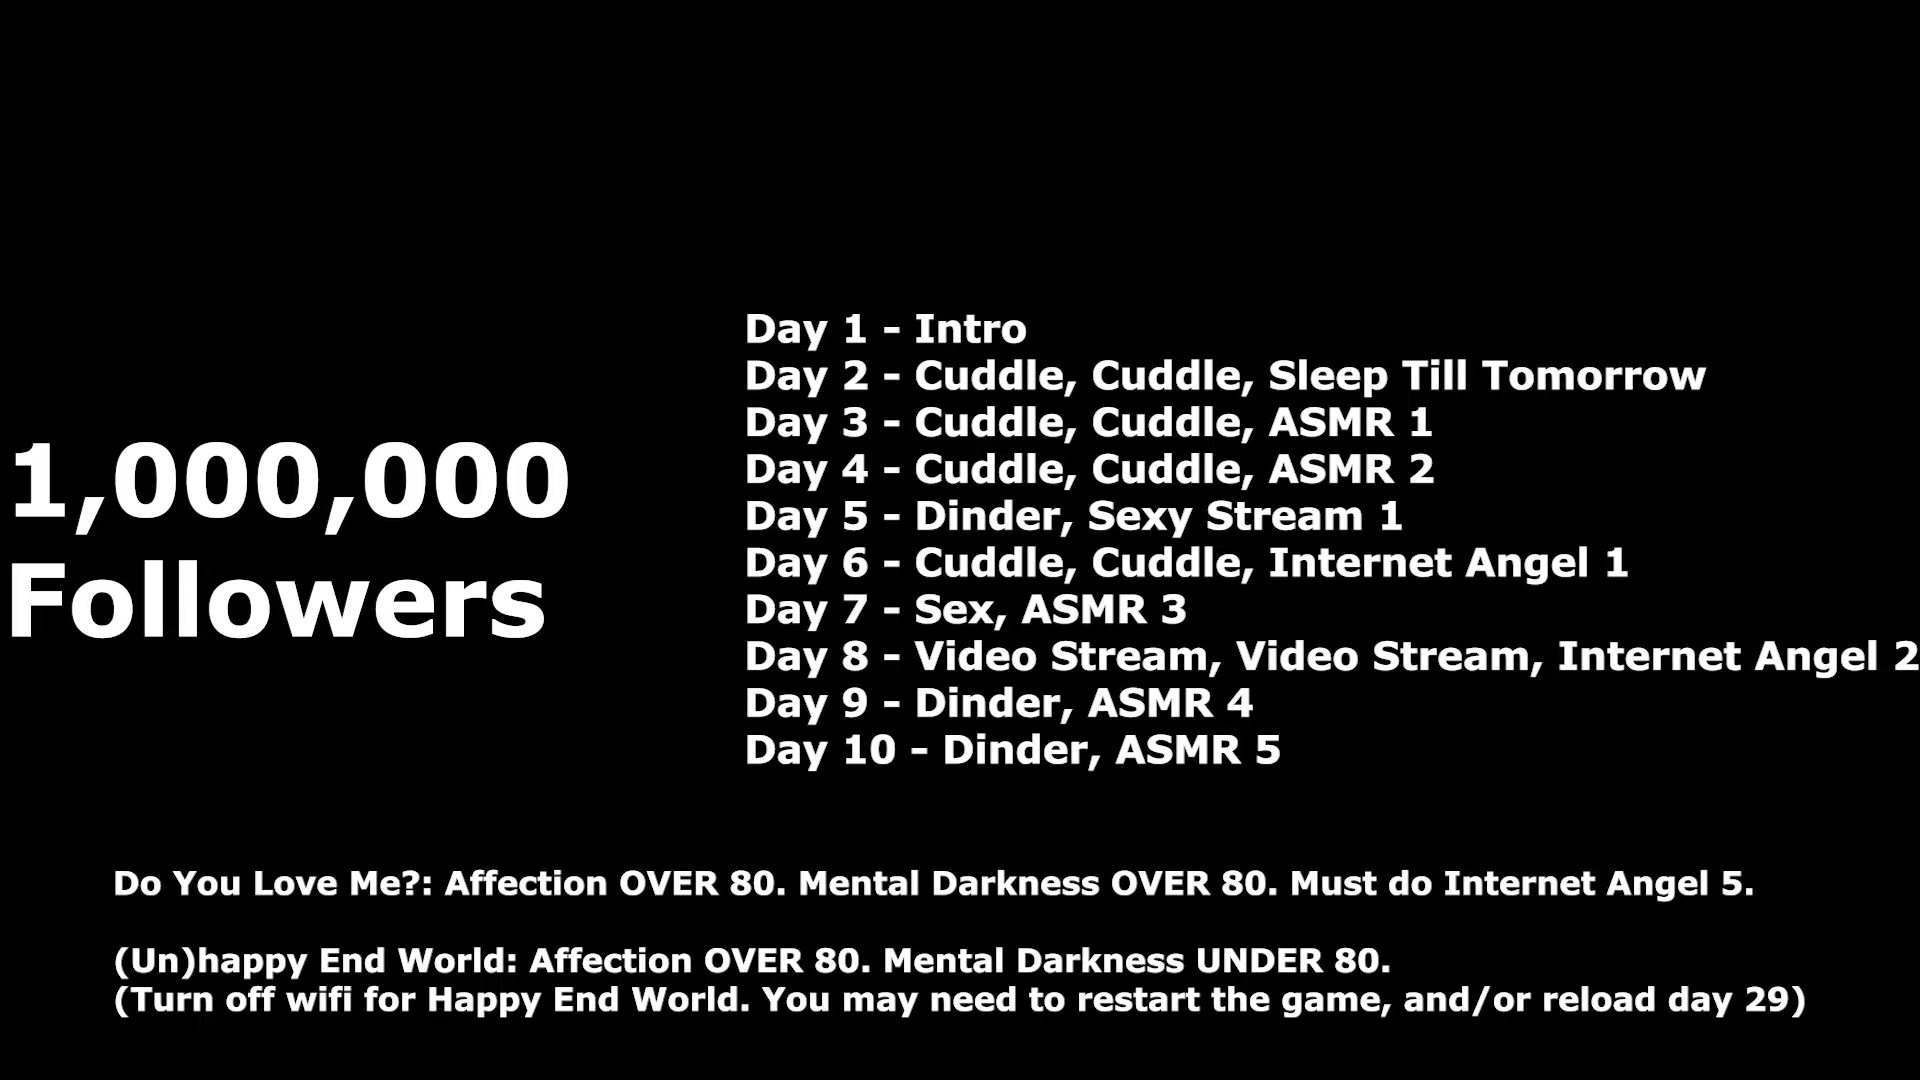 1,000,000
Followers
Day 1 - Intro
Day 2 - Cuddle, Cuddle, Sleep Till Tomorrow
Day 3 - Cuddle, Cuddle, ASMR 1
Day 4 - Cuddle, Cuddle, ASMR 2
Day 5 - Dinder, Sexy Stream 1
Day 6 - Cuddle, Cuddle, Internet Angel 1
Day 7 - Sex, ASMR 3
Day 8 - Video Stream, Video Stream, Internet Angel 2
Day 9 - Dinder, ASMR 4
Day 10 - Dinder, ASMR 5
Do You Love Me?: Affection OVER 80. Mental Darkness OVER 80. Must do Internet Angel 5.
(Un)happy End World: Affection OVER 80. Mental Darkness UNDER 80.
(Turn off wifi for Happy End World. You may need to restart the game, and/or reload day 29)